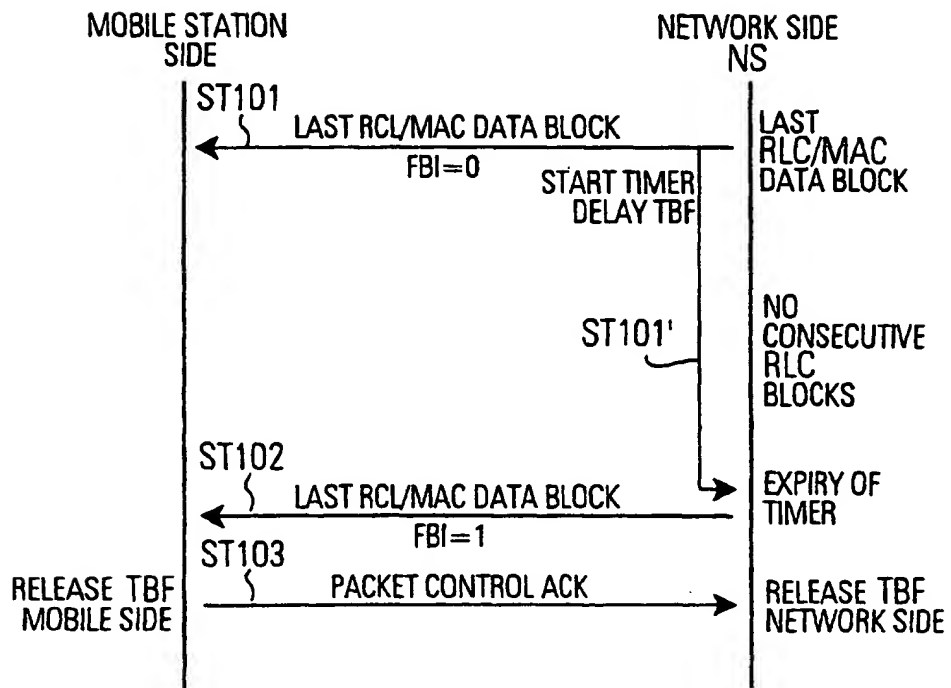 MOBILE STATION
SIDE
NETWORK SIDE
NS
ST101
LAST RCL/MAC DATA BLOCK
FBI=0
LAST
RLC/MAC
DATA BLOCK
START TIMER
DELAY TBF
ST101'
NO
CONSECUTIVE
RLC
BLOCKS
ST102
LAST RCL/MAC DATA BLOCK
FBI=1
EXPIRY OF
TIMER
ST103
RELEASE TBF
MOBILE SIDE
PACKET CONTROL ACK
RELEASE TBF
NETWORK SIDE